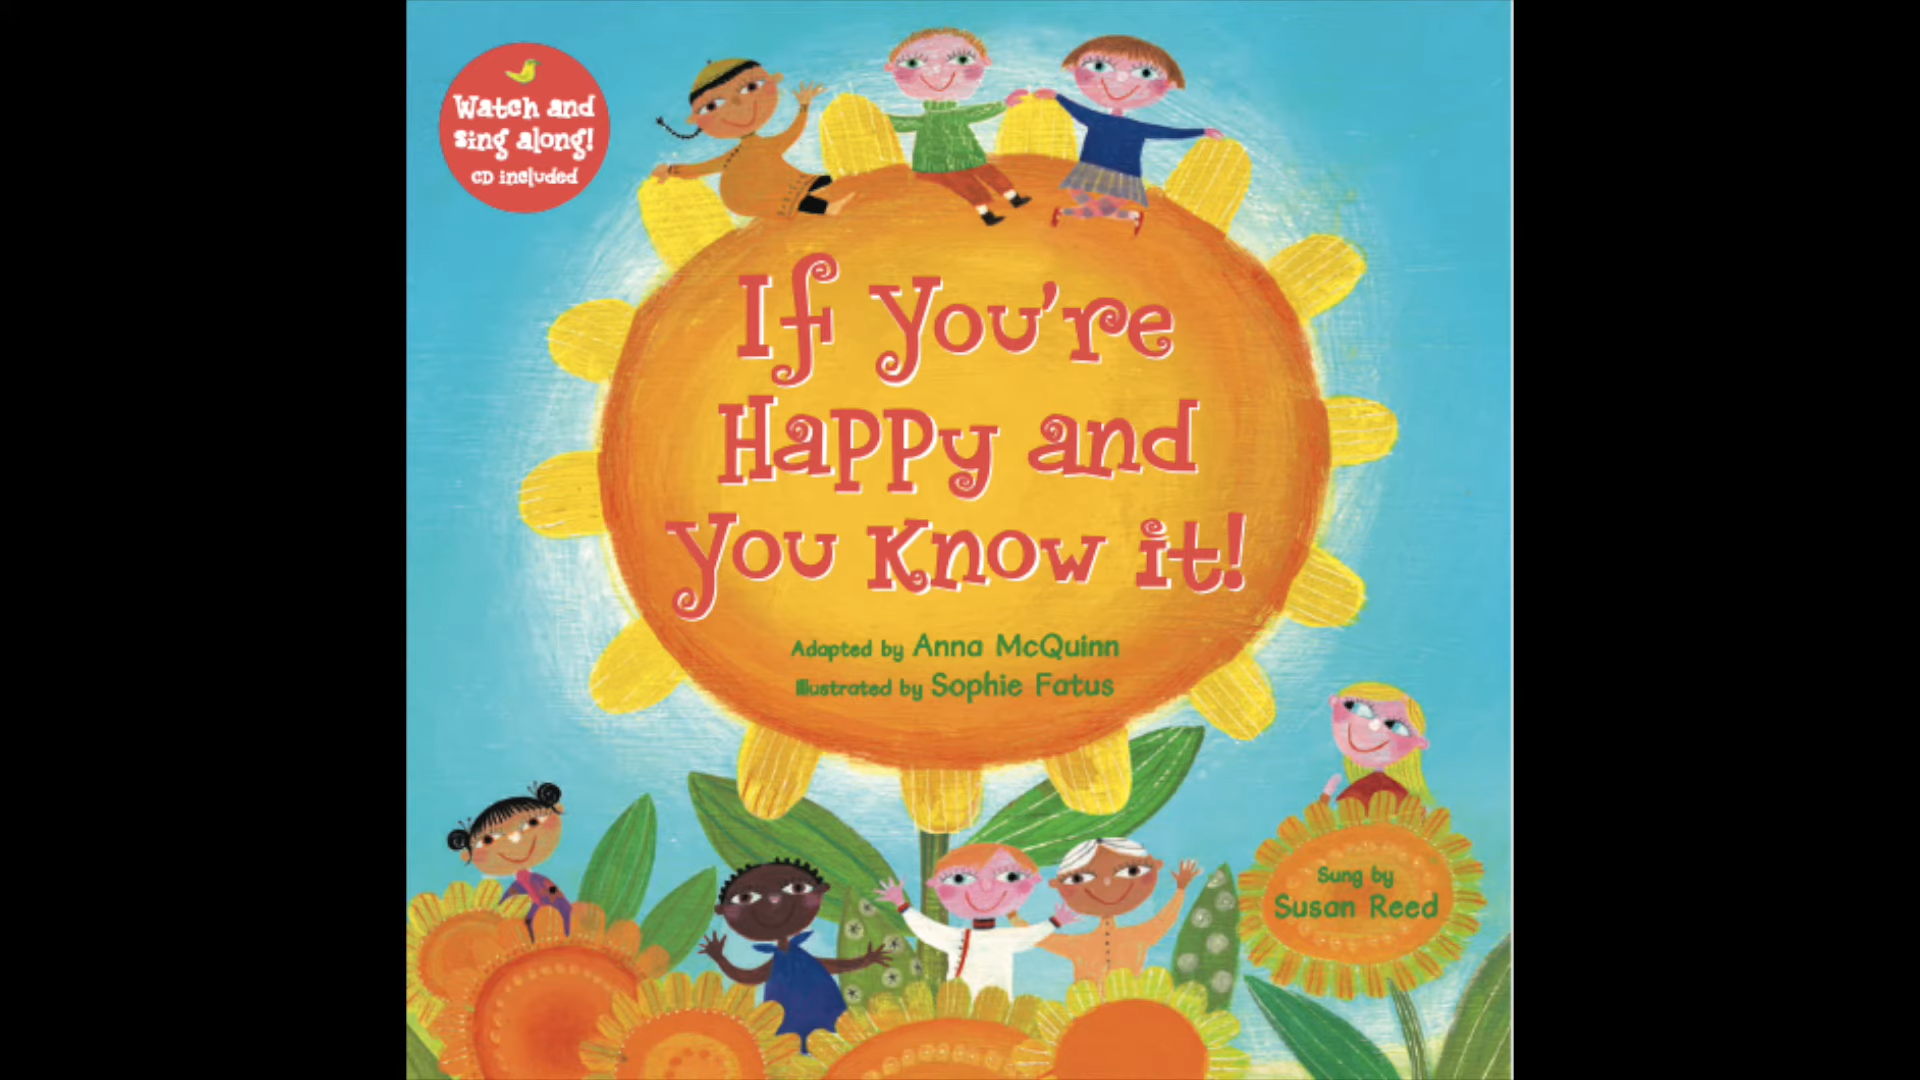 Watch and
Sing along!
CD included
If You're
Happy and
You Know it!
Adapted by Anna McQuinn
Illustrated by Sophie Fatus
Sung by
Susan Reed